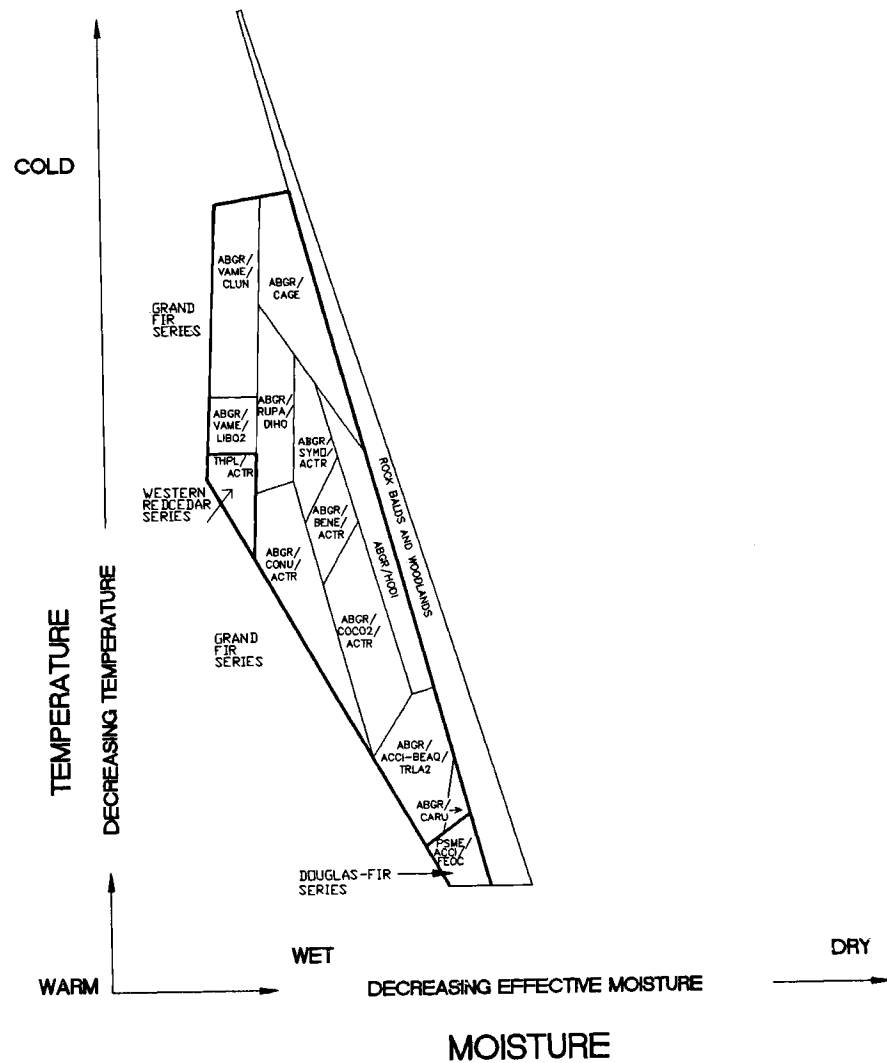 COLD
ABGR/
VAME/
CLUN
ABGR/
CAGE
GRAND
FIR
SERIES
ABGR/
VAME/
LIBO2
ABGR/
RUPA/
DIHO
ABGR/
SYMO/
ACTR
THPL/
ACTR
WESTERN
REDCEDAR
SERIES
ROCK BALDS AND WOODLANDS
ABGR/
BENE/
ACTR
ABGR/
CONU/
ACTR
ABGR/HODI
ABGR/
COCO2/
ACTR
GRAND
FIR
SERIES
TEMPERATURE
DECREASING TEMPERATURE
ABGR/
ACCI-BEAQ/
TRLA2
ABGR/
CARU
PSME/
ACCI/
FEOC
DOUGLAS-FIR
SERIES
WET
DRY
WARM
DECREASING EFFECTIVE MOISTURE
MOISTURE